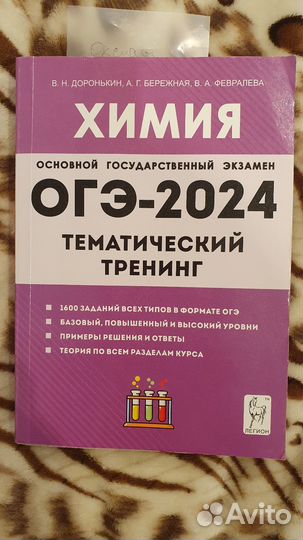 В. Н. ДОРОНЬКИН, А. Г. БЕРЕЖНАЯ, В. А. ФЕВРАЛЕВА
ХИМИЯ
ОСНОВНОЙ ГОСУДАРСТВЕННЫЙ ЭКЗАМЕН
ОГЭ-2024
ТЕМАТИЧЕСКИЙ
ТРЕНИНГ
1600 ЗАДАНИЙ ВСЕХ ТИПОВ В ФОРМАТЕ ОГЭ
БАЗОВЫЙ, ПОВЫШЕННЫЙ И ВЫСОКИЙ УРОВНИ
ПРИМЕРЫ РЕШЕНИЯ И ОТВЕТЫ
ТЕОРИЯ ПО ВСЕМ РАЗДЕЛАМ КУРСА
ЛЕГИОН
Avito